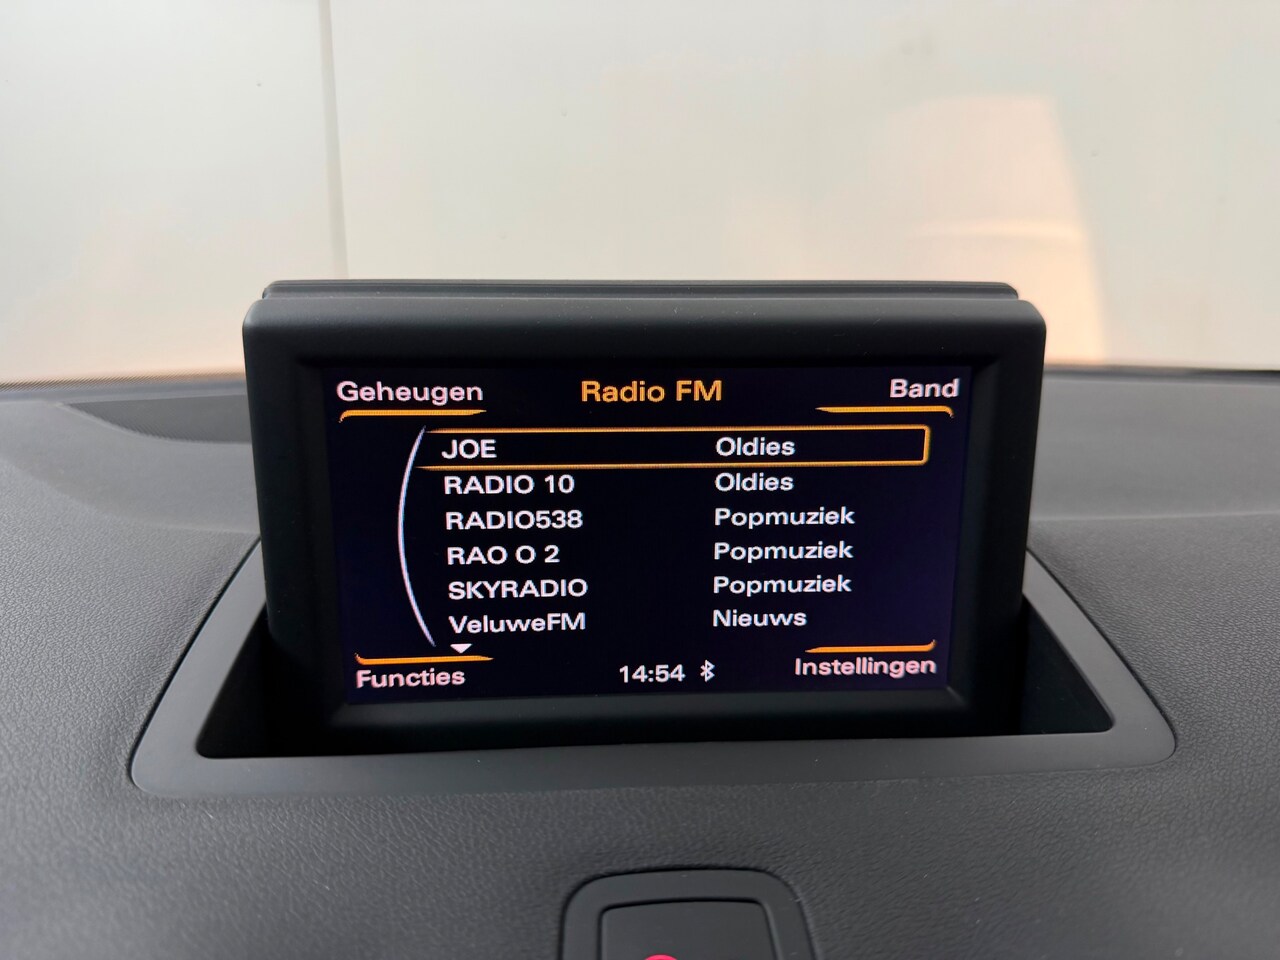 Geheugen Radio FM Band
JOE Oldies
RADIO 10 Oldies
RADIO538 Popmuziek
RAO O 2 Popmuziek
SKYRADIO Popmuziek
VeluweFM Nieuws
Functies 14:54 Instellingen